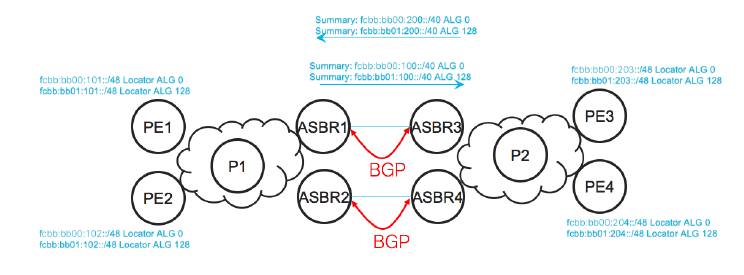 Summary: fcbb:bb00:200::/40 ALG 0
Summary: fcbb:bb01:200::/40 ALG 128
Summary: fcbb:bb00:100::/40 ALG 0
Summary: fcbb:bb01:100::/40 ALG 128
fcbb:bb00:101::/48 Locator ALG 0
fcbb:bb01:101::/48 Locator ALG 128
fcbb:bb00:203::/48 Locator ALG 0
fcbb:bb01:203::/48 Locator ALG 128
PE1
ASBR1
ASBR3
PE3
P1
BGP
P2
PE2
ASBR2
ASBR4
PE4
BGP
fcbb:bb00:102::/48 Locator ALG 0
fcbb:bb01:102::/48 Locator ALG 128
fcbb:bb00:204::/48 Locator ALG 0
fcbb:bb01:204::/48 Locator ALG 128